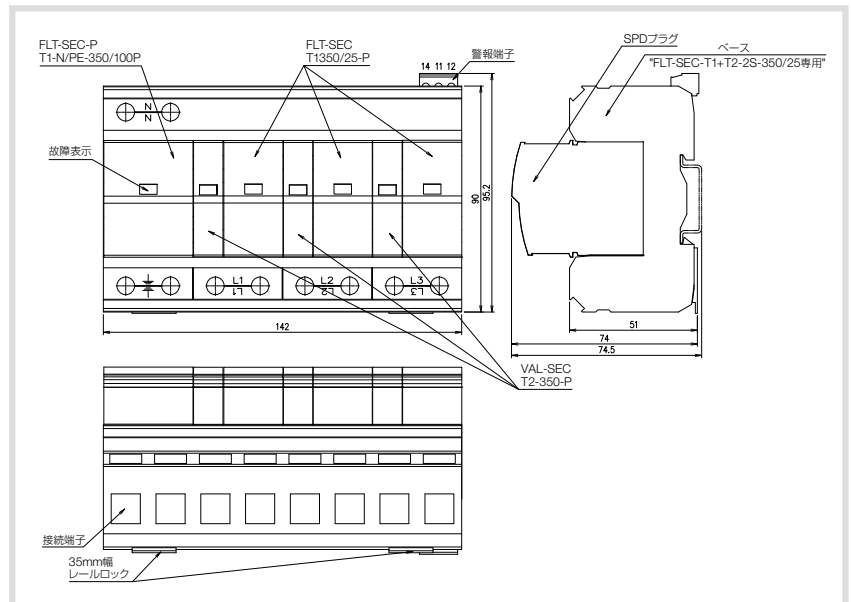 FLT-SEC-P
T1-N/PE-350/100P
FLT-SEC
T1350/25-P
14 11 12
警報端子
SPDプラグ
ベース
"FLT-SEC-T1+T2-2S-350/25専用"
N
N
故障表示
90
95.2
L1
L1
L2
L2
L3
L3
142
51
74
74.5
VAL-SEC
T2-350-P
接続端子
35mm幅
レールロック